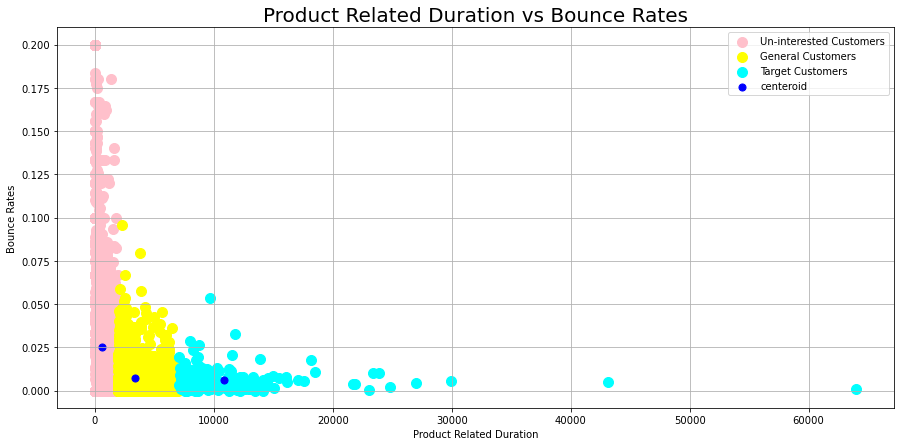 Product Related Duration vs Bounce Rates
Un-interested Customers
General Customers
Target Customers
centeroid
Bounce Rates
0.200
0.175
0.150
0.125
0.100
0.075
0.050
0.025
0.000
0 10000 20000 30000 40000 50000 60000
Product Related Duration